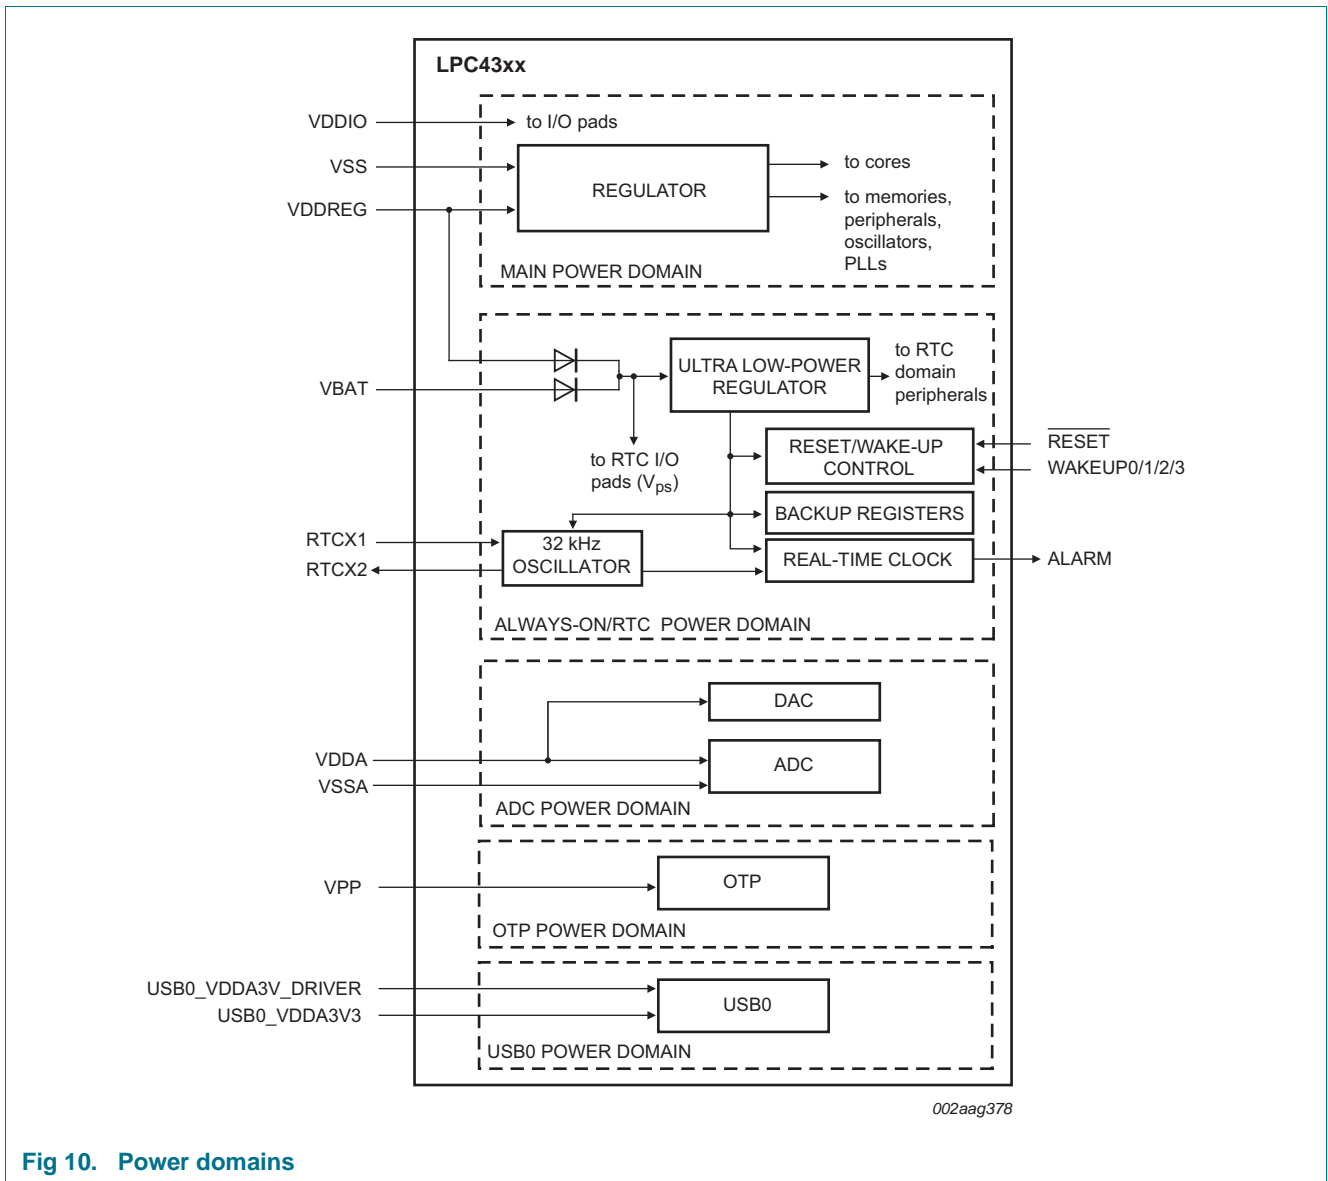 LPC43xx
VDDIO
to I/O pads
VSS
VDDREG
REGULATOR
to cores
to memories,
peripherals,
oscillators,
PLLs
MAIN POWER DOMAIN
VBAT
ULTRA LOW-POWER
REGULATOR
to RTC
domain
peripherals
to RTC I/O
pads (Vps)
RESET/WAKE-UP
CONTROL
RESET
WAKEUP0/1/2/3
BACKUP REGISTERS
RTCX1
RTCX2
32 kHz
OSCILLATOR
REAL-TIME CLOCK
ALARM
ALWAYS-ON/RTC POWER DOMAIN
DAC
VDDA
VSSA
ADC
ADC POWER DOMAIN
VPP
OTP
OTP POWER DOMAIN
USB0_VDDA3V_DRIVER
USB0_VDDA3V3
USB0
USB0 POWER DOMAIN
002aag378
Fig 10. Power domains